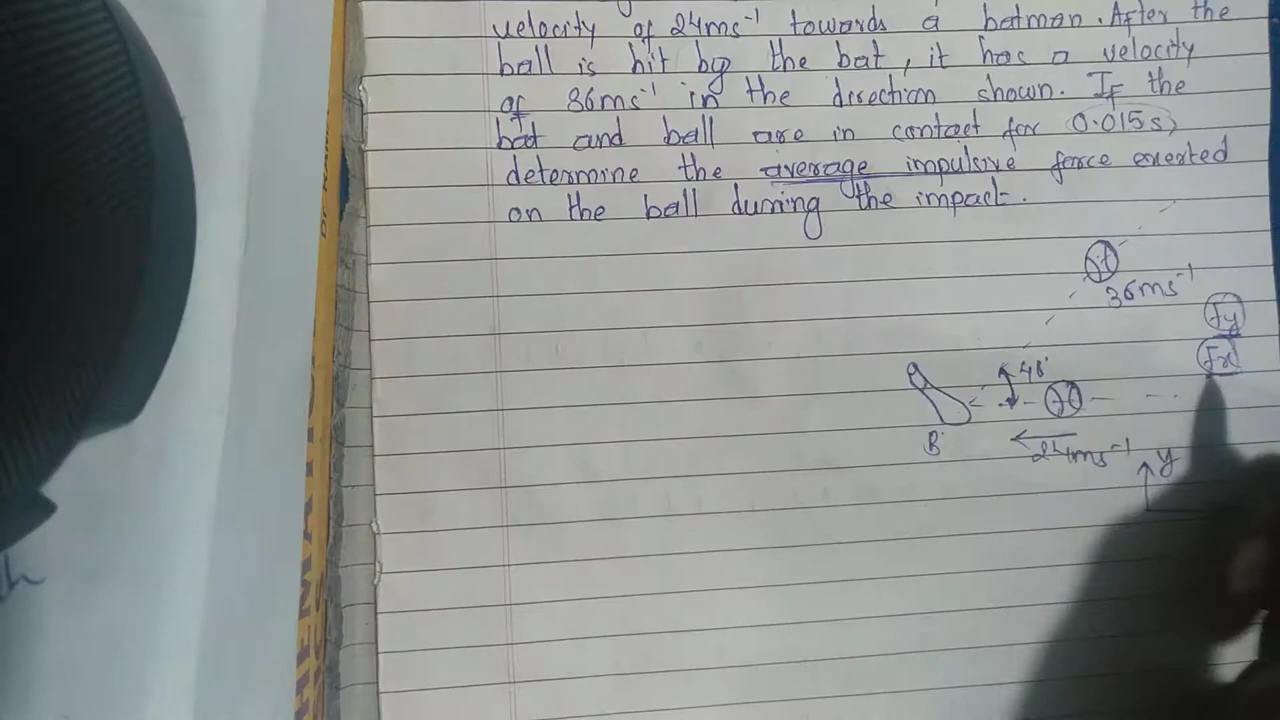 velocity of 24ms⁻¹ towards a batman. After the
ball is hit by the bat, it has a velocity
of 36ms⁻¹ in the direction shown. If the
bat and ball are in contact for 0.015s,
determine the average impulsive force exerted
on the ball durring the impact.
36ms⁻¹
Fy
Fx
B
24ms⁻¹
y